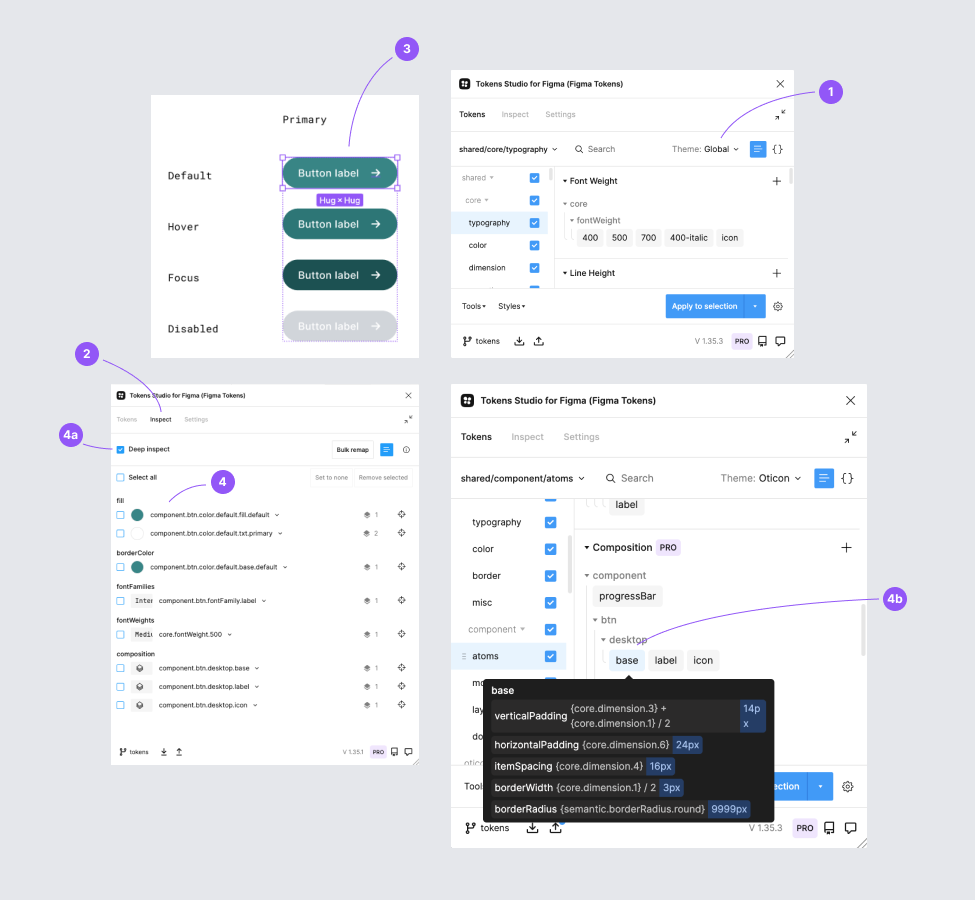 3
Primary
Default
Button label
Hug × Hug
Hover
Button label
Focus
Button label
Disabled
Button label
1
Tokens Studio for Figma (Figma Tokens)
Tokens Inspect Settings
shared/core/typography Search Theme: Global { }
shared
core
typography
color
dimension
Font Weight
core
fontWeight
400 500 700 400-italic icon
Line Height
Tools Styles Apply to selection
tokens V 1.35.3 PRO
2
4a
4
Tokens Studio for Figma (Figma Tokens)
Tokens Inspect Settings
Deep inspect Bulk remap
Select all Set to none Remove selected
fill
component.btn.color.default.fill.default 1
component.btn.color.default.txt.primary 2
borderColor
component.btn.color.default.base.default 1
fontFamilies
Inter component.btn.fontFamily.label 1
fontWeights
Mediu core.fontWeight.500 1
composition
component.btn.desktop.base 1
component.btn.desktop.label 1
component.btn.desktop.icon 1
tokens V 1.35.1 PRO
Tokens Studio for Figma (Figma Tokens)
Tokens Inspect Settings
shared/component/atoms Search Theme: Oticon { }
typography
color
border
misc
component
atoms
label
Composition PRO
component
progressBar
btn
4b
desktop
base label icon
base
verticalPadding {core.dimension.3} + {core.dimension.1} / 2 14px
horizontalPadding {core.dimension.6} 24px
itemSpacing {core.dimension.4} 16px
borderWidth {core.dimension.1} / 2 3px
borderRadius {semantic.borderRadius.round} 9999px
tokens V 1.35.3 PRO